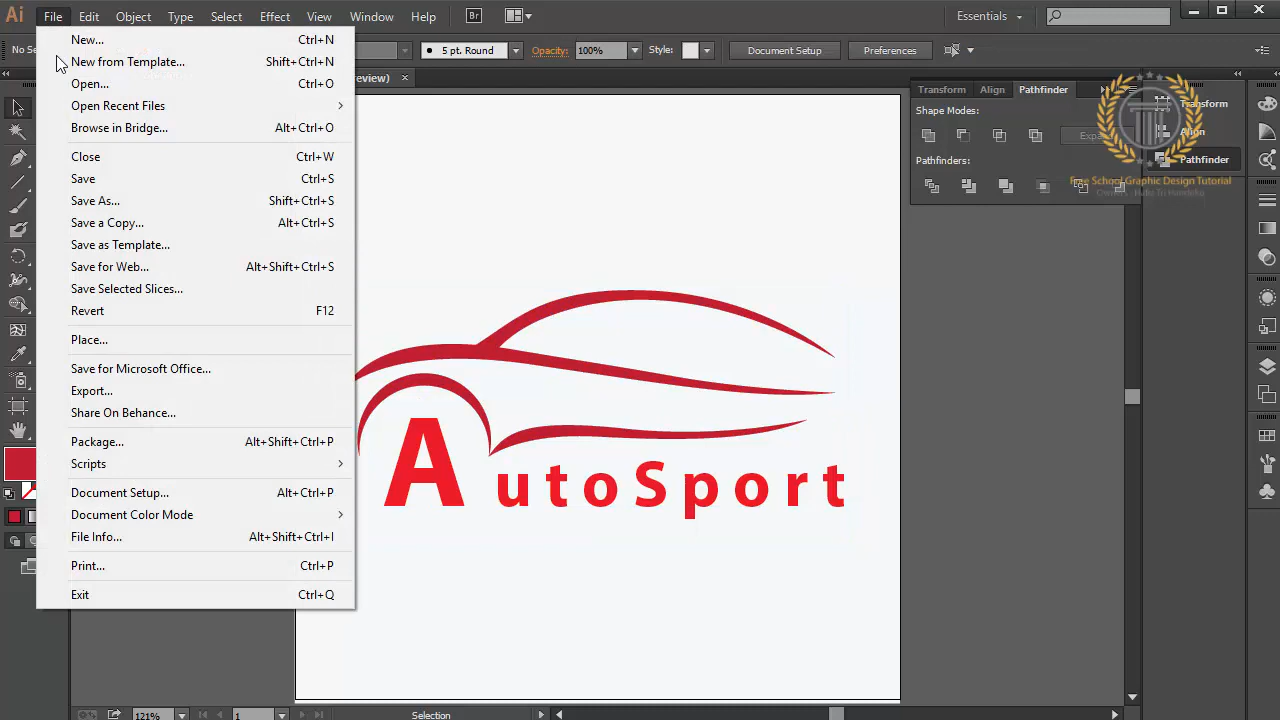 Ai File Edit Object Type Select Effect View Window Help Br Essentials
No Se 5 pt. Round Opacity: 100% Style: Document Setup Preferences
review) ×
New... Ctrl+N
New from Template... Shift+Ctrl+N
Open... Ctrl+O
Open Recent Files
Browse in Bridge... Alt+Ctrl+O
Close Ctrl+W
Save Ctrl+S
Save As... Shift+Ctrl+S
Save a Copy... Alt+Ctrl+S
Save as Template...
Save for Web... Alt+Shift+Ctrl+S
Save Selected Slices...
Revert F12
Place...
Save for Microsoft Office...
Export...
Share On Behance...
Package... Alt+Shift+Ctrl+P
Scripts
Document Setup... Alt+Ctrl+P
Document Color Mode
File Info... Alt+Shift+Ctrl+I
Print... Ctrl+P
Exit Ctrl+Q
Transform Align Pathfinder
Shape Modes:
Expa
Pathfinders:
Transform
Align
Pathfinder
Free School Graphic Design Tutorial
AutoSport
121% 1 Selection